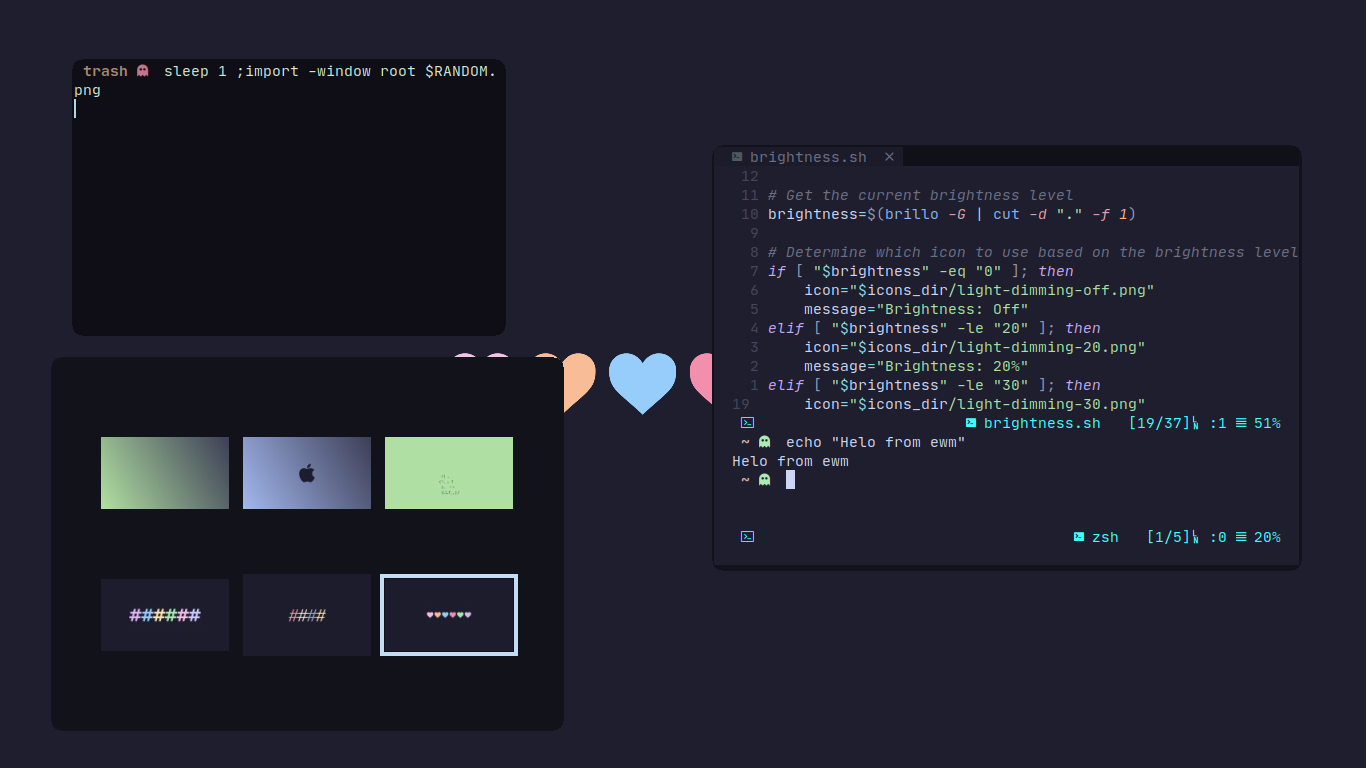 trash sleep 1 ;import -window root $RANDOM.
png
brightness.sh ×
12
11 # Get the current brightness level
10 brightness=$(brillo -G | cut -d "." -f 1)
9
8 # Determine which icon to use based on the brightness level
7 if [ "$brightness" -eq "0" ]; then
6 icon="$icons_dir/light-dimming-off.png"
5 message="Brightness: Off"
4 elif [ "$brightness" -le "20" ]; then
3 icon="$icons_dir/light-dimming-20.png"
2 message="Brightness: 20%"
1 elif [ "$brightness" -le "30" ]; then
19 icon="$icons_dir/light-dimming-30.png"
brightness.sh [19/37] :1 51%
~ echo "Helo from ewm"
Helo from ewm
~
zsh [1/5] :0 20%
######
####